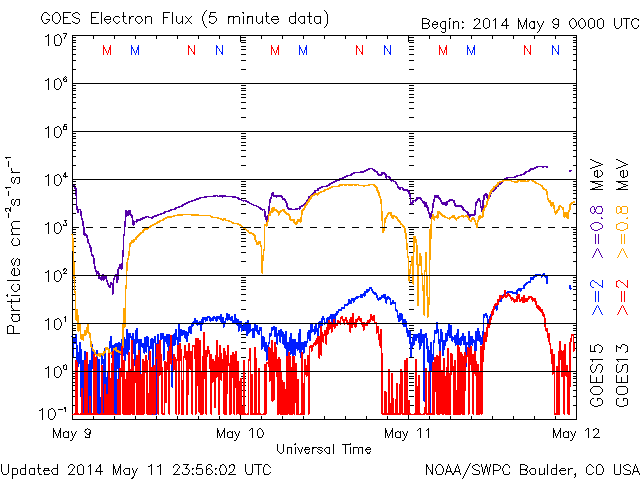 GOES Electron Flux (5 minute data)
Begin: 2014 May 9 0000 UTC
10⁷
M M N N M M N N M M N N
10⁶
10⁵
10⁴
10³
10²
10¹
10⁰
10⁻¹
Particles cm⁻²s⁻¹sr⁻¹
May 9 May 10 May 11 May 12
Universal Time
GOES15 >=2 >=0.8 MeV
GOES13 >=2 >=0.8 MeV
Updated 2014 May 11 23:56:02 UTC
NOAA/SWPC Boulder, CO USA